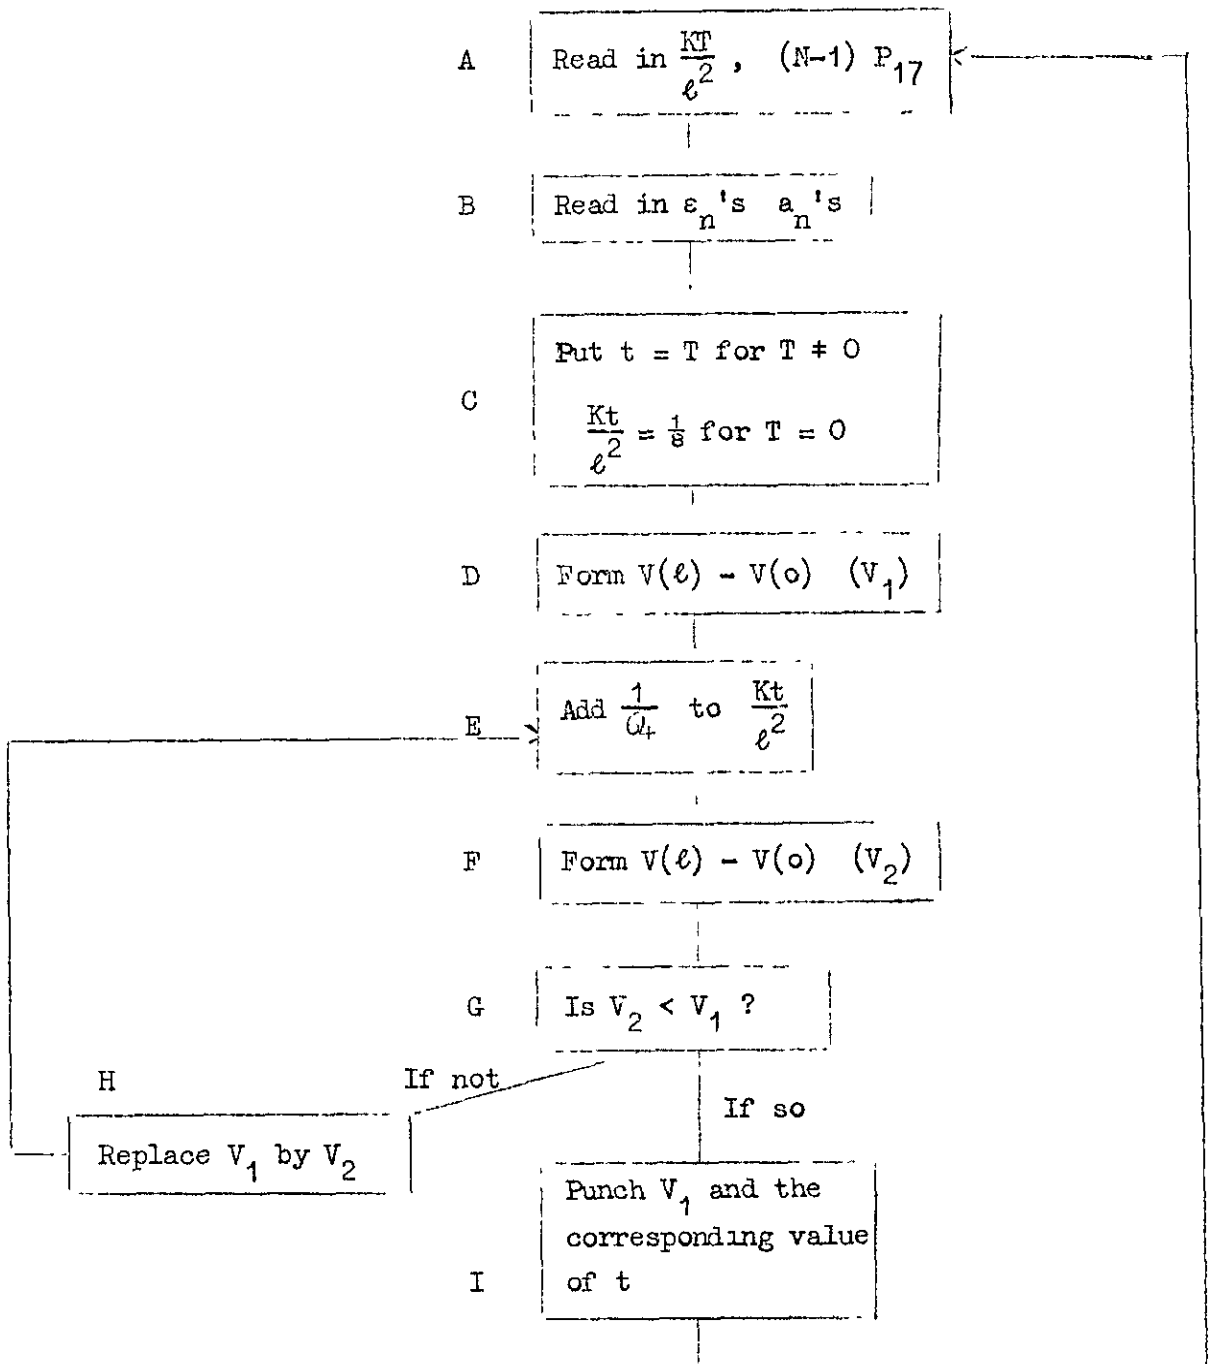 A Read in KT/ℓ², (N-1) P₁₇
B Read in εₙ's aₙ's
C Put t = T for T ≠ 0
Kt/ℓ² = 1/8 for T = 0
D Form V(ℓ) - V(o) (V₁)
E Add 1/ to Kt/ℓ²
F Form V(ℓ) - V(o) (V₂)
G Is V₂ < V₁ ?
H If not
If so
Replace V₁ by V₂
Punch V₁ and the
corresponding value
I of t